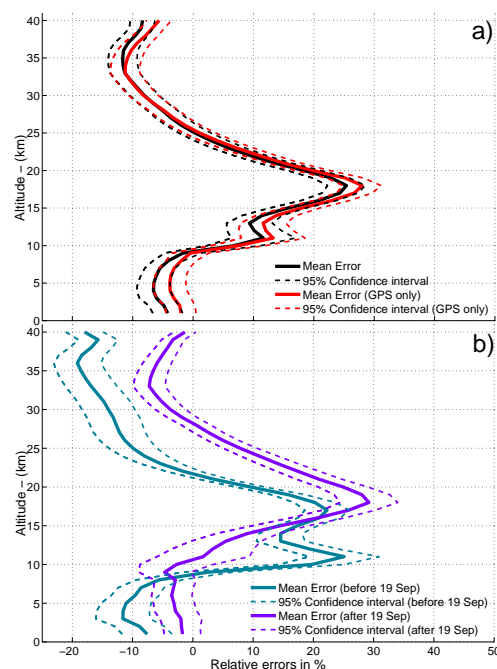 40
a)
35
30
25
20
15
10
5
0
Altitude – (km)
Mean Error
95% Confidence interval
Mean Error (GPS only)
95% Confidence interval (GPS only)
40
b)
35
30
25
20
15
10
5
0
Altitude – (km)
Mean Error (before 19 Sep)
95% Confidence interval (before 19 Sep)
Mean Error (after 19 Sep)
95% Confidence interval (after 19 Sep)
−20 −10 0 10 20 30 40 50
Relative errors in %